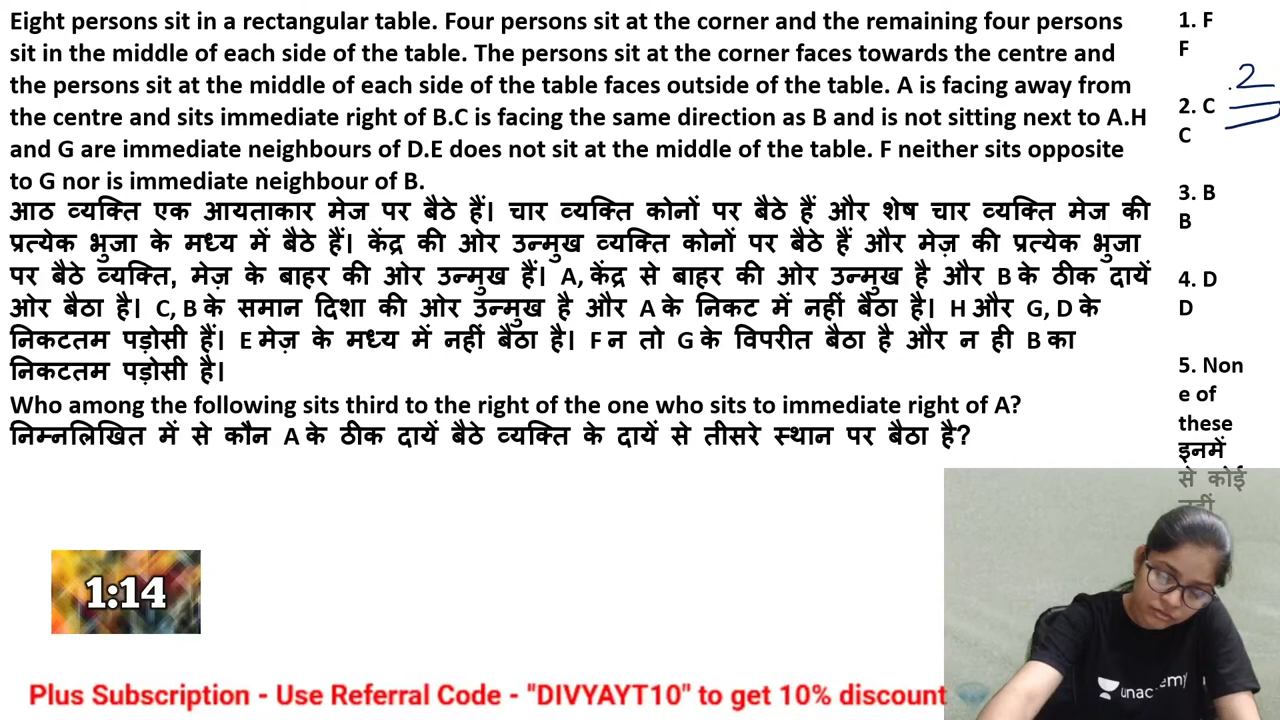 Eight persons sit in a rectangular table. Four persons sit at the corner and the remaining four persons
sit in the middle of each side of the table. The persons sit at the corner faces towards the centre and
the persons sit at the middle of each side of the table faces outside of the table. A is facing away from
the centre and sits immediate right of B.C is facing the same direction as B and is not sitting next to A.H
and G are immediate neighbours of D.E does not sit at the middle of the table. F neither sits opposite
to G nor is immediate neighbour of B.
आठ व्यक्ति एक आयताकार मेज पर बैठे हैं। चार व्यक्ति कोनों पर बैठे हैं और शेष चार व्यक्ति मेज की
प्रत्येक भुजा के मध्य में बैठे हैं। केंद्र की ओर उन्मुख व्यक्ति कोनों पर बैठे हैं और मेज़ की प्रत्येक भुजा
पर बैठे व्यक्ति, मेज़ के बाहर की ओर उन्मुख हैं। A, केंद्र से बाहर की ओर उन्मुख है और B के ठीक दायें
ओर बैठा है। C, B के समान दिशा की ओर उन्मुख है और A के निकट में नहीं बैठा है। H और G, D के
निकटतम पड़ोसी हैं। E मेज़ के मध्य में नहीं बैठा है। F न तो G के विपरीत बैठा है और न ही B का
निकटतम पड़ोसी है।
Who among the following sits third to the right of the one who sits to immediate right of A?
निम्नलिखित में से कौन A के ठीक दायें बैठे व्यक्ति के दायें से तीसरे स्थान पर बैठा है?
1. F
F
2
2. C
C
3. B
B
4. D
D
5. Non
e of
these
इनमें
से कोई
नहीं
1:14
unacademy
Plus Subscription - Use Referral Code - "DIVYAYT10" to get 10% discount